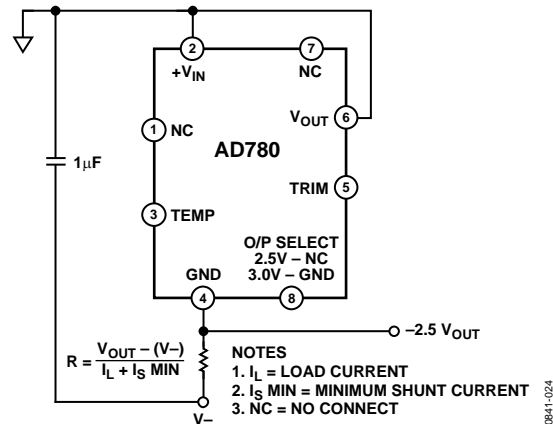 2
7
+VIN
NC
VOUT
6
1
NC
AD780
1μF
TRIM
5
3
TEMP
O/P SELECT
2.5V – NC
3.0V – GND
GND
4
8
–2.5 VOUT
R = VOUT – (V–)
IL + IS MIN
NOTES
1. IL = LOAD CURRENT
2. IS MIN = MINIMUM SHUNT CURRENT
3. NC = NO CONNECT
V–
0841-024